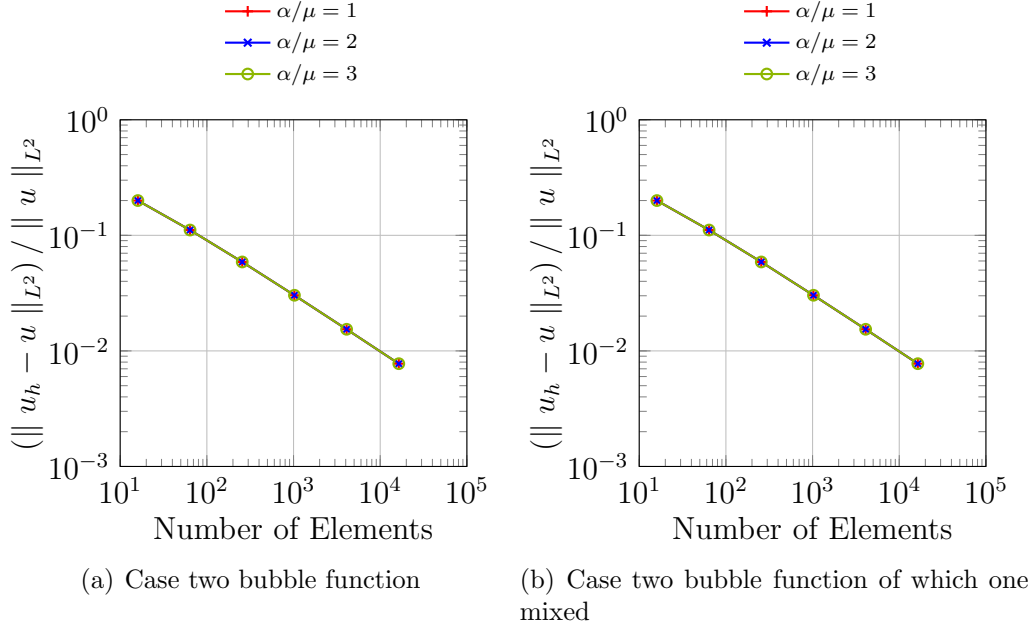 α/μ = 1
α/μ = 2
α/μ = 3
10^0
10^{-1}
10^{-2}
10^{-3}
10^1
10^2
10^3
10^4
10^5
(∥ u_h − u ∥_{L^2}) / ∥ u ∥_{L^2}
Number of Elements
(a) Case two bubble function
α/μ = 1
α/μ = 2
α/μ = 3
10^0
10^{-1}
10^{-2}
10^{-3}
10^1
10^2
10^3
10^4
10^5
(∥ u_h − u ∥_{L^2}) / ∥ u ∥_{L^2}
Number of Elements
(b) Case two bubble function of which one
mixed